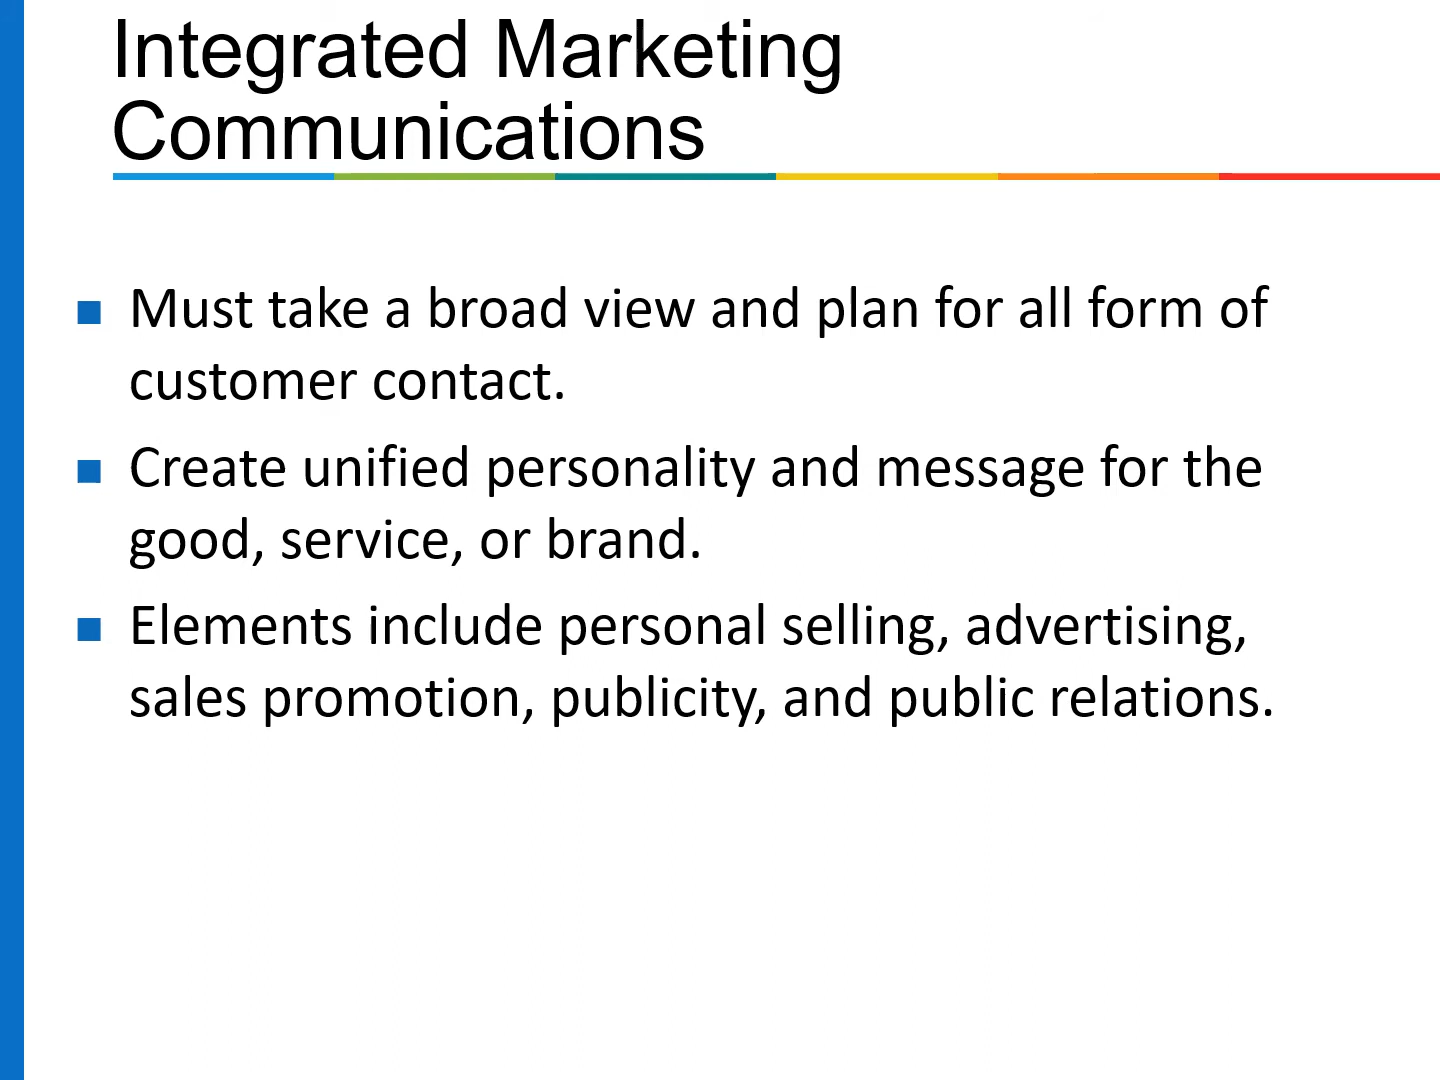 Integrated Marketing
Communications
Must take a broad view and plan for all form of
customer contact.
Create unified personality and message for the
good, service, or brand.
Elements include personal selling, advertising,
sales promotion, publicity, and public relations.